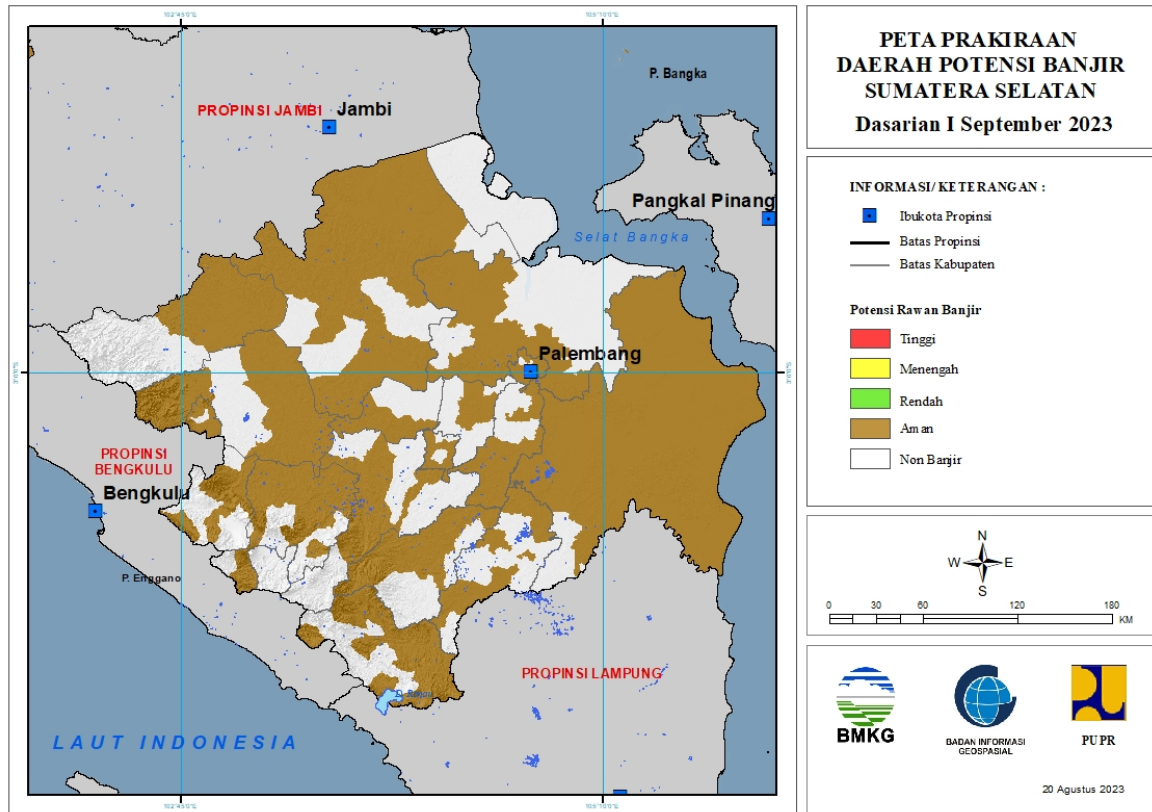 PETA PRAKIRAAN
DAERAH POTENSI BANJIR
SUMATERA SELATAN
Dasarian I September 2023
INFORMASI/ KETERANGAN :
Ibukota Propinsi
Batas Propinsi
Batas Kabupaten
Potensi Rawan Banjir
Tinggi
Menengah
Rendah
Aman
Non Banjir
N
W E
S
0 30 60 120 180
KM
BMKG
BADAN INFORMASI
GEOSPASIAL
PUPR
20 Agustus 2023
P. Bangka
PROPINSI JAMBI
Jambi
Pangkal Pinang
Selat Bangka
Palembang
PROPINSI
BENGKULU
Bengkulu
P. Enggano
PROPINSI LAMPUNG
D. Ranau
LAUT INDONESIA